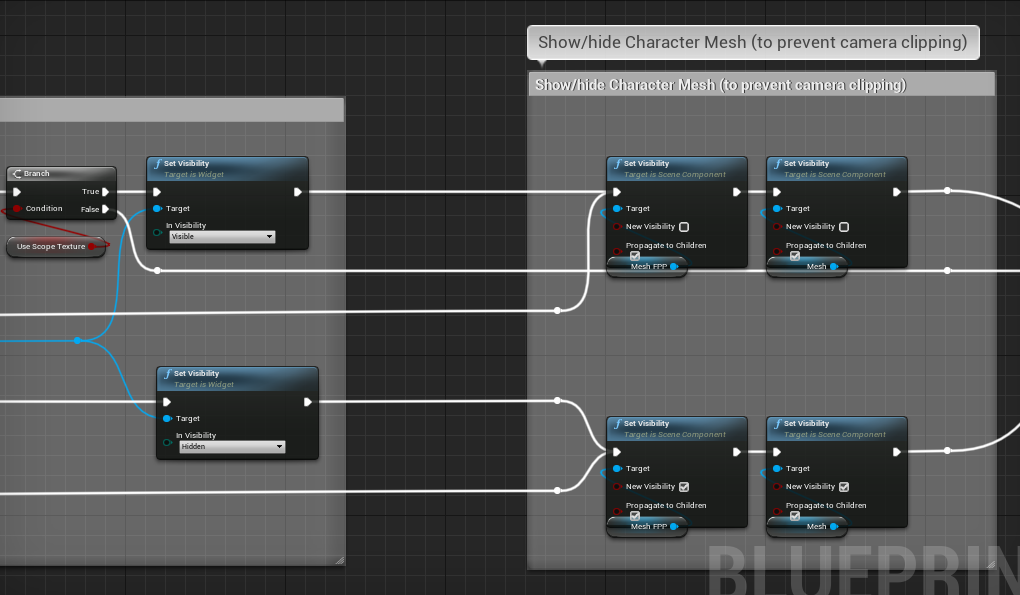 Show/hide Character Mesh (to prevent camera clipping)
Show/hide Character Mesh (to prevent camera clipping)
Branch
True
Condition
False
Use Scope Texture
Set Visibility
Target is Widget
Target
In Visibility
Visible
Set Visibility
Target is Scene Component
Target
New Visibility
Propagate to Children
Mesh FPP
Set Visibility
Target is Scene Component
Target
New Visibility
Propagate to Children
Mesh
Set Visibility
Target is Widget
Target
In Visibility
Hidden
Set Visibility
Target is Scene Component
Target
New Visibility
Propagate to Children
Mesh FPP
Set Visibility
Target is Scene Component
Target
New Visibility
Propagate to Children
Mesh
BLUEPRIN